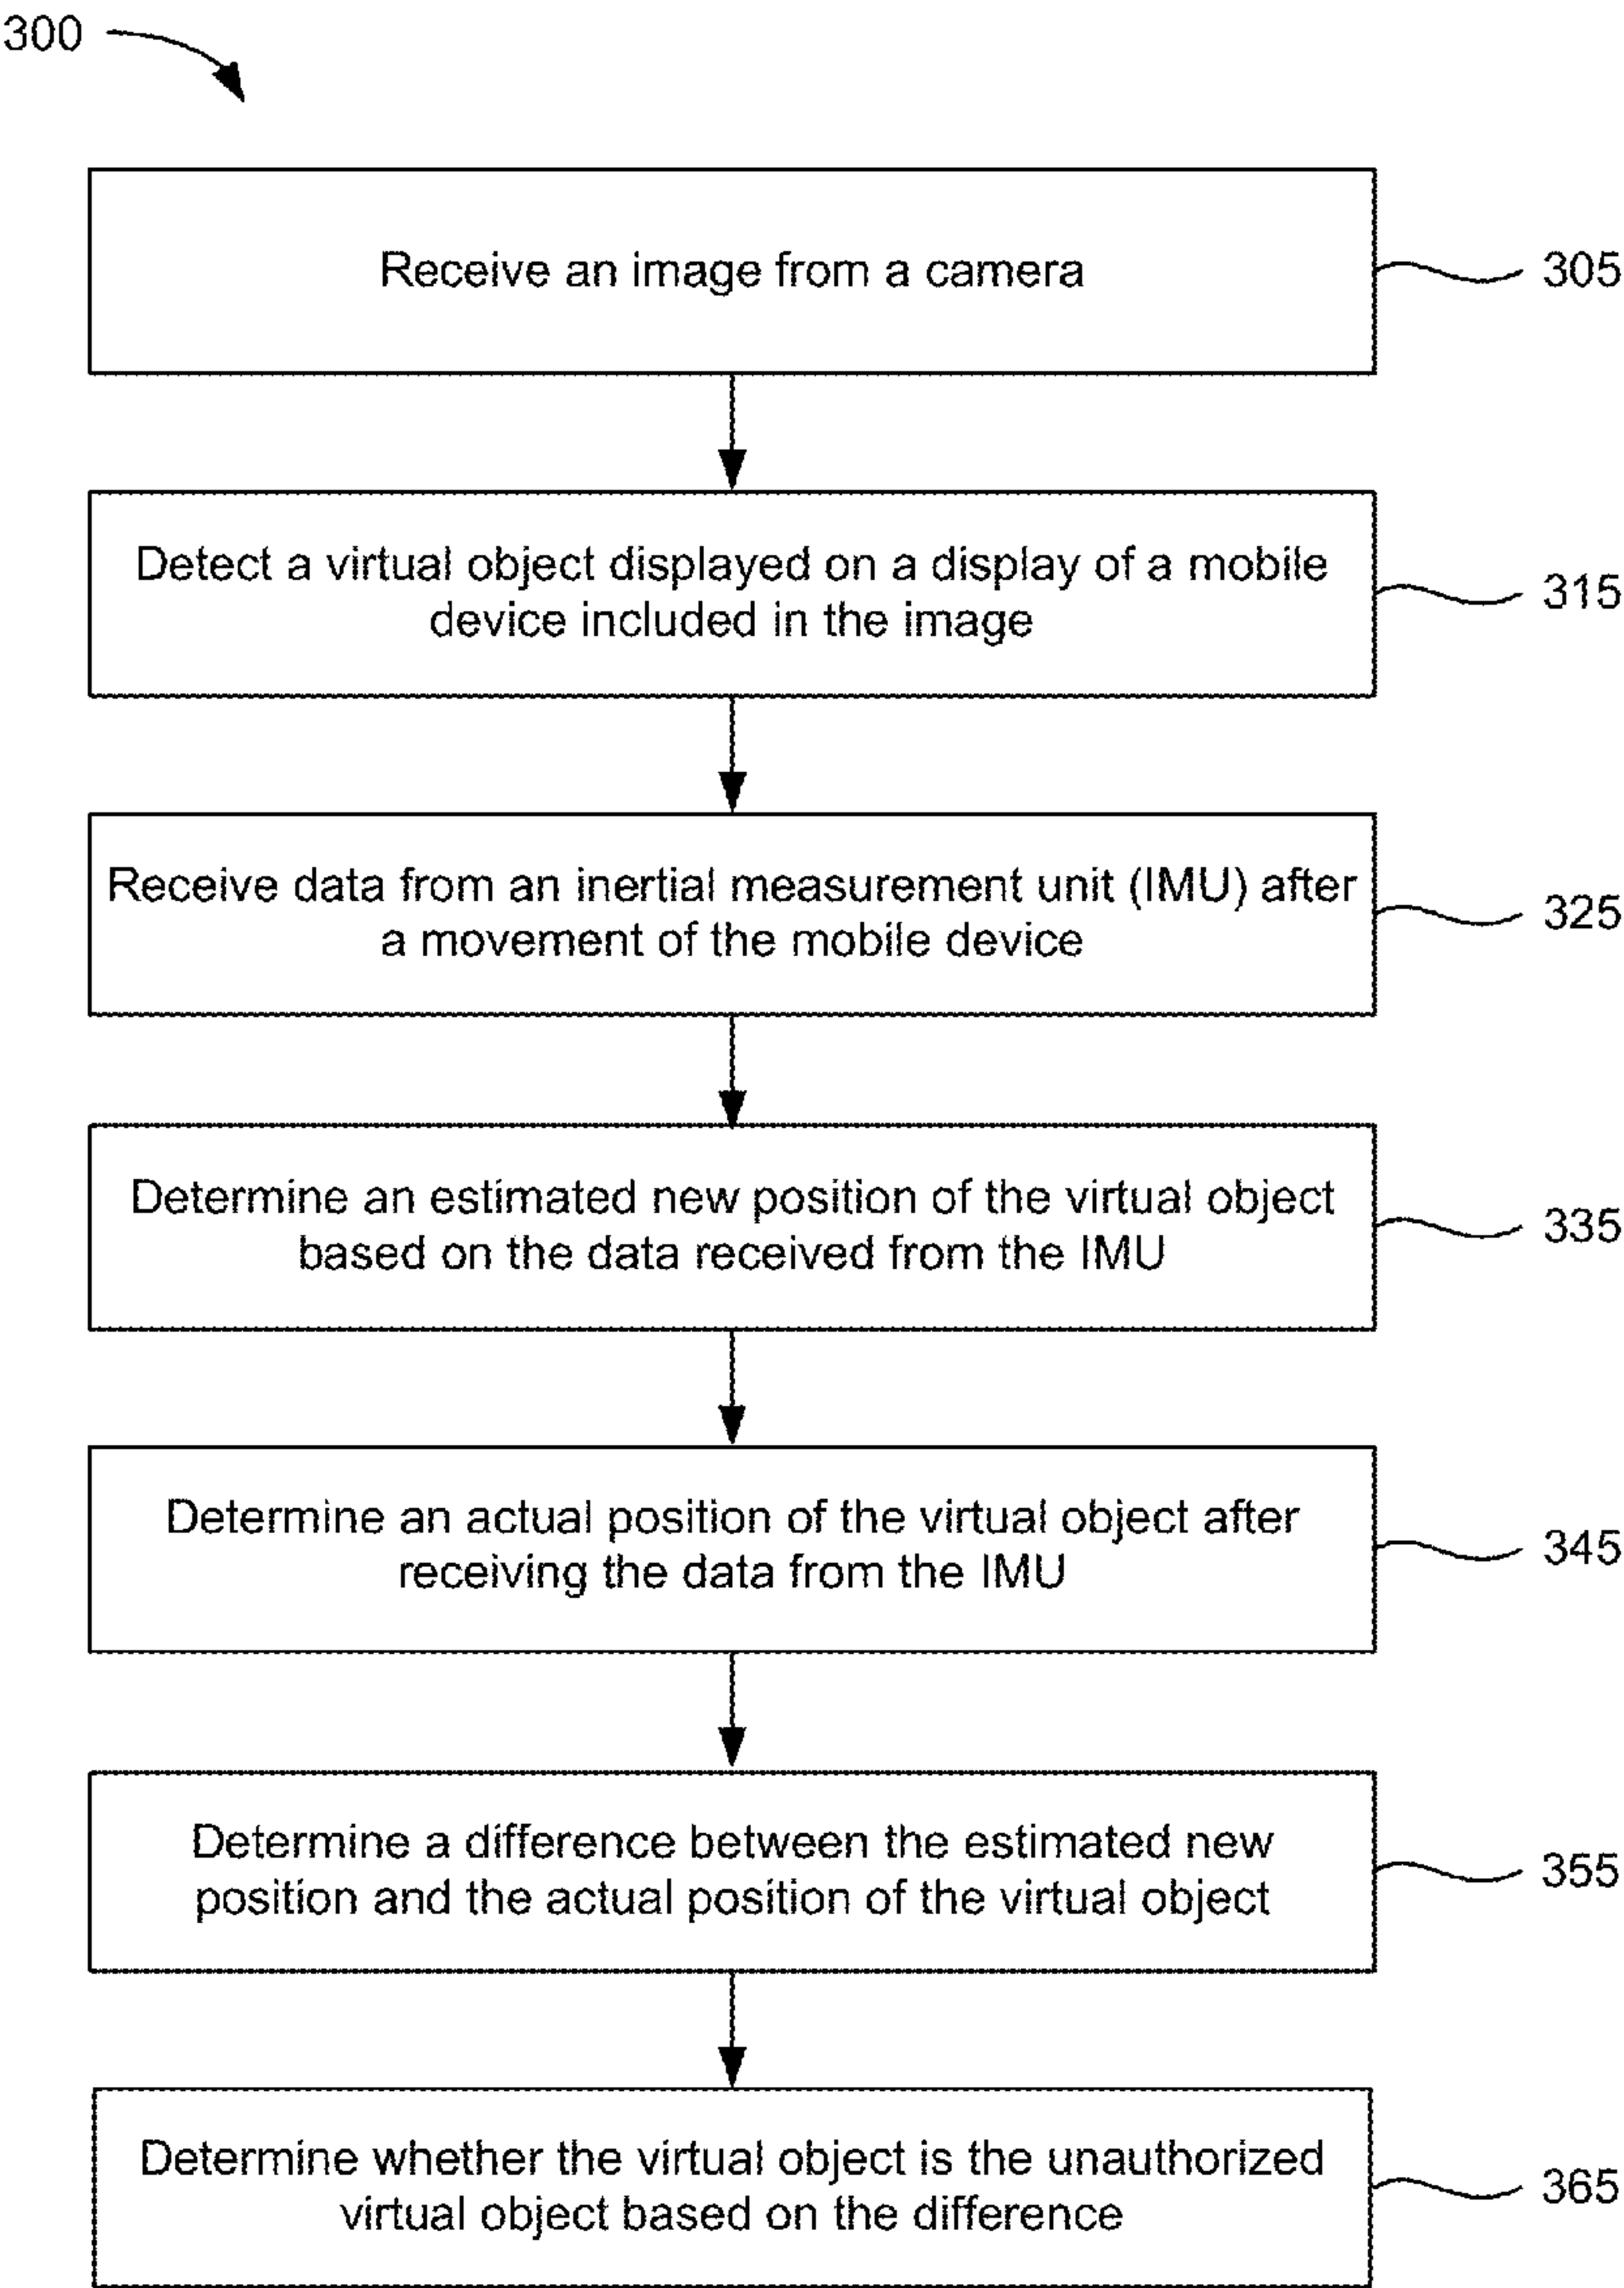 300
Receive an image from a camera
305
Detect a virtual object displayed on a display of a mobile
device included in the image
315
Receive data from an inertial measurement unit (IMU) after
a movement of the mobile device
325
Determine an estimated new position of the virtual object
based on the data received from the IMU
335
Determine an actual position of the virtual object after
receiving the data from the IMU
345
Determine a difference between the estimated new
position and the actual position of the virtual object
355
Determine whether the virtual object is the unauthorized
virtual object based on the difference
365